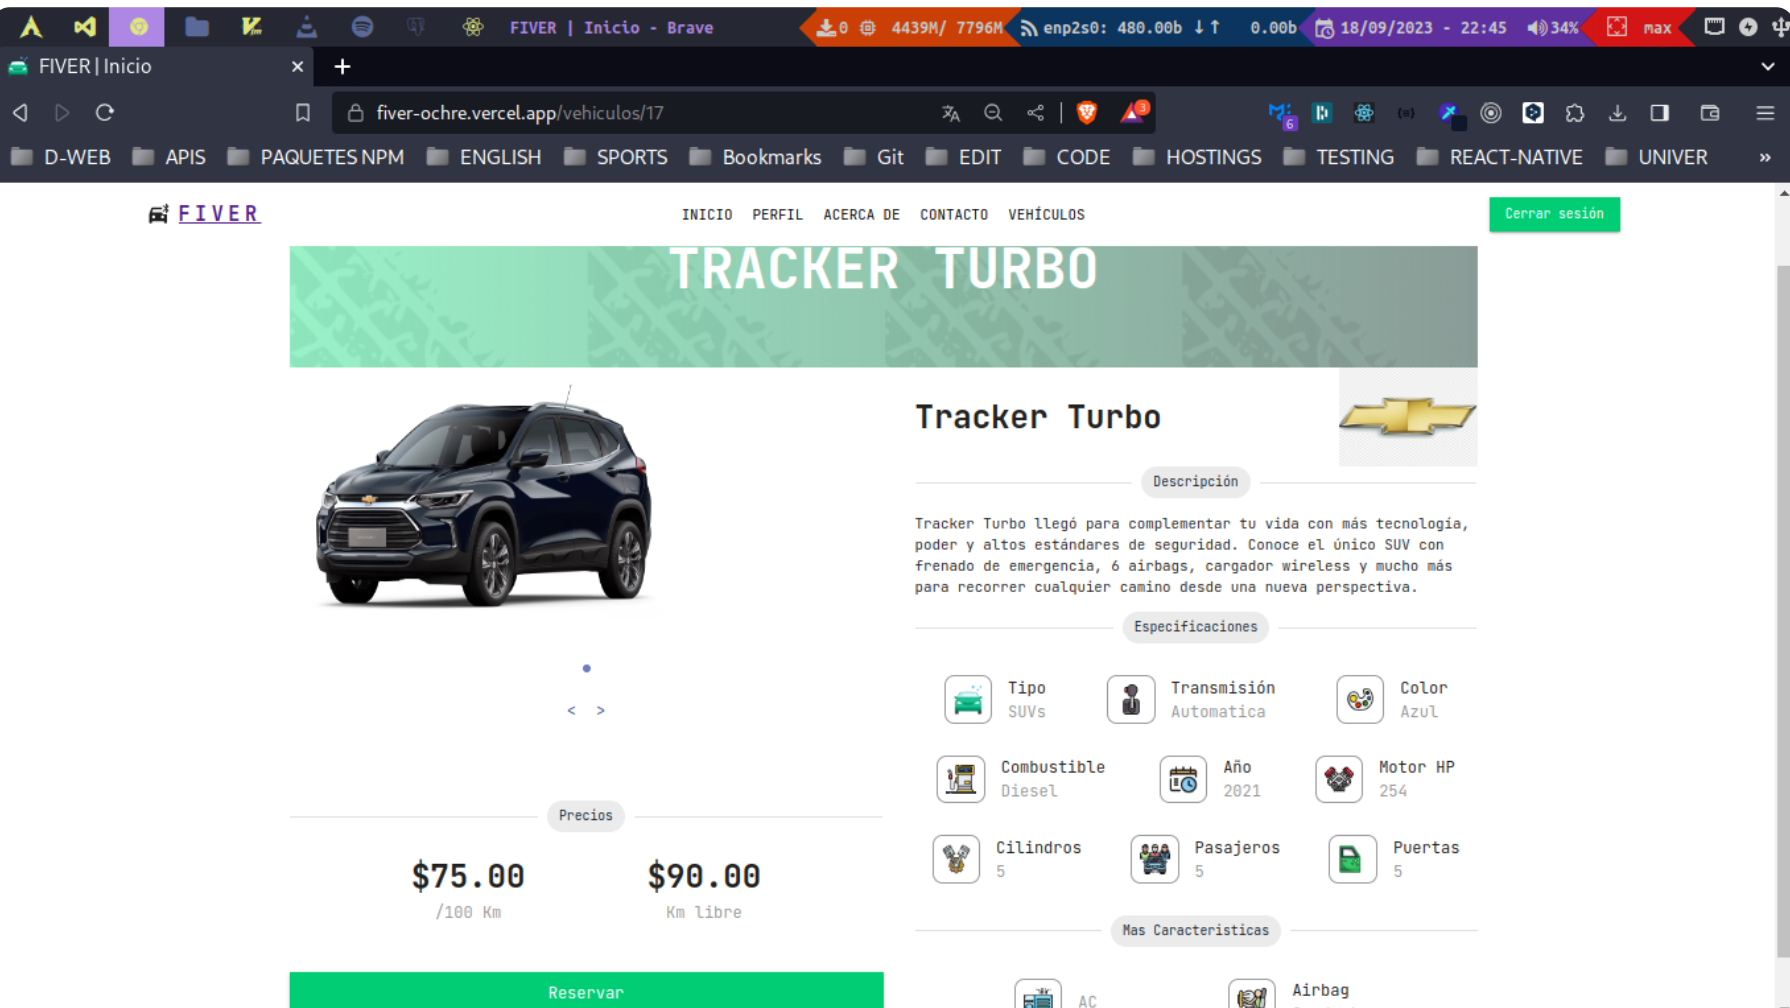 FIVER | Inicio - Brave
0
4439M/ 7796M
enp2s0: 480.00b ↓↑ 0.00b
18/09/2023 - 22:45
34%
max
FIVER | Inicio
fiver-ochre.vercel.app/vehiculos/17
3
6
D-WEB APIS PAQUETES NPM ENGLISH SPORTS Bookmarks Git EDIT CODE HOSTINGS TESTING REACT-NATIVE UNIVER »
FIVER
INICIO PERFIL ACERCA DE CONTACTO VEHÍCULOS
Cerrar sesión
TRACKER TURBO
Tracker Turbo
Descripción
Tracker Turbo llegó para complementar tu vida con más tecnología,
poder y altos estándares de seguridad. Conoce el único SUV con
frenado de emergencia, 6 airbags, cargador wireless y mucho más
para recorrer cualquier camino desde una nueva perspectiva.
Especificaciones
Tipo
SUVs
Transmisión
Automatica
Color
Azul
Combustible
Diesel
Año
2021
Motor HP
254
Cilindros
5
Pasajeros
5
Puertas
5
Mas Caracteristicas
AC
Airbag
< >
Precios
$75.00
/100 Km
$90.00
Km libre
Reservar